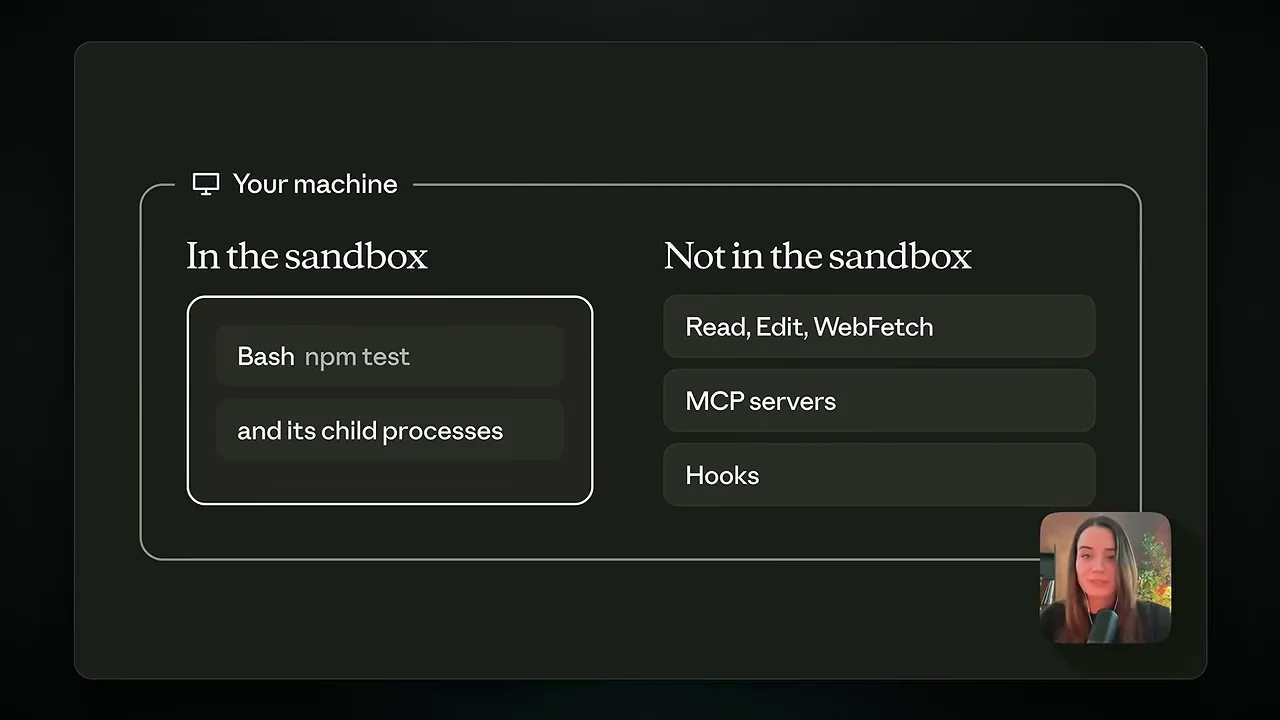 Your machine
In the sandbox
Bash npm test
and its child processes
Not in the sandbox
Read, Edit, WebFetch
MCP servers
Hooks